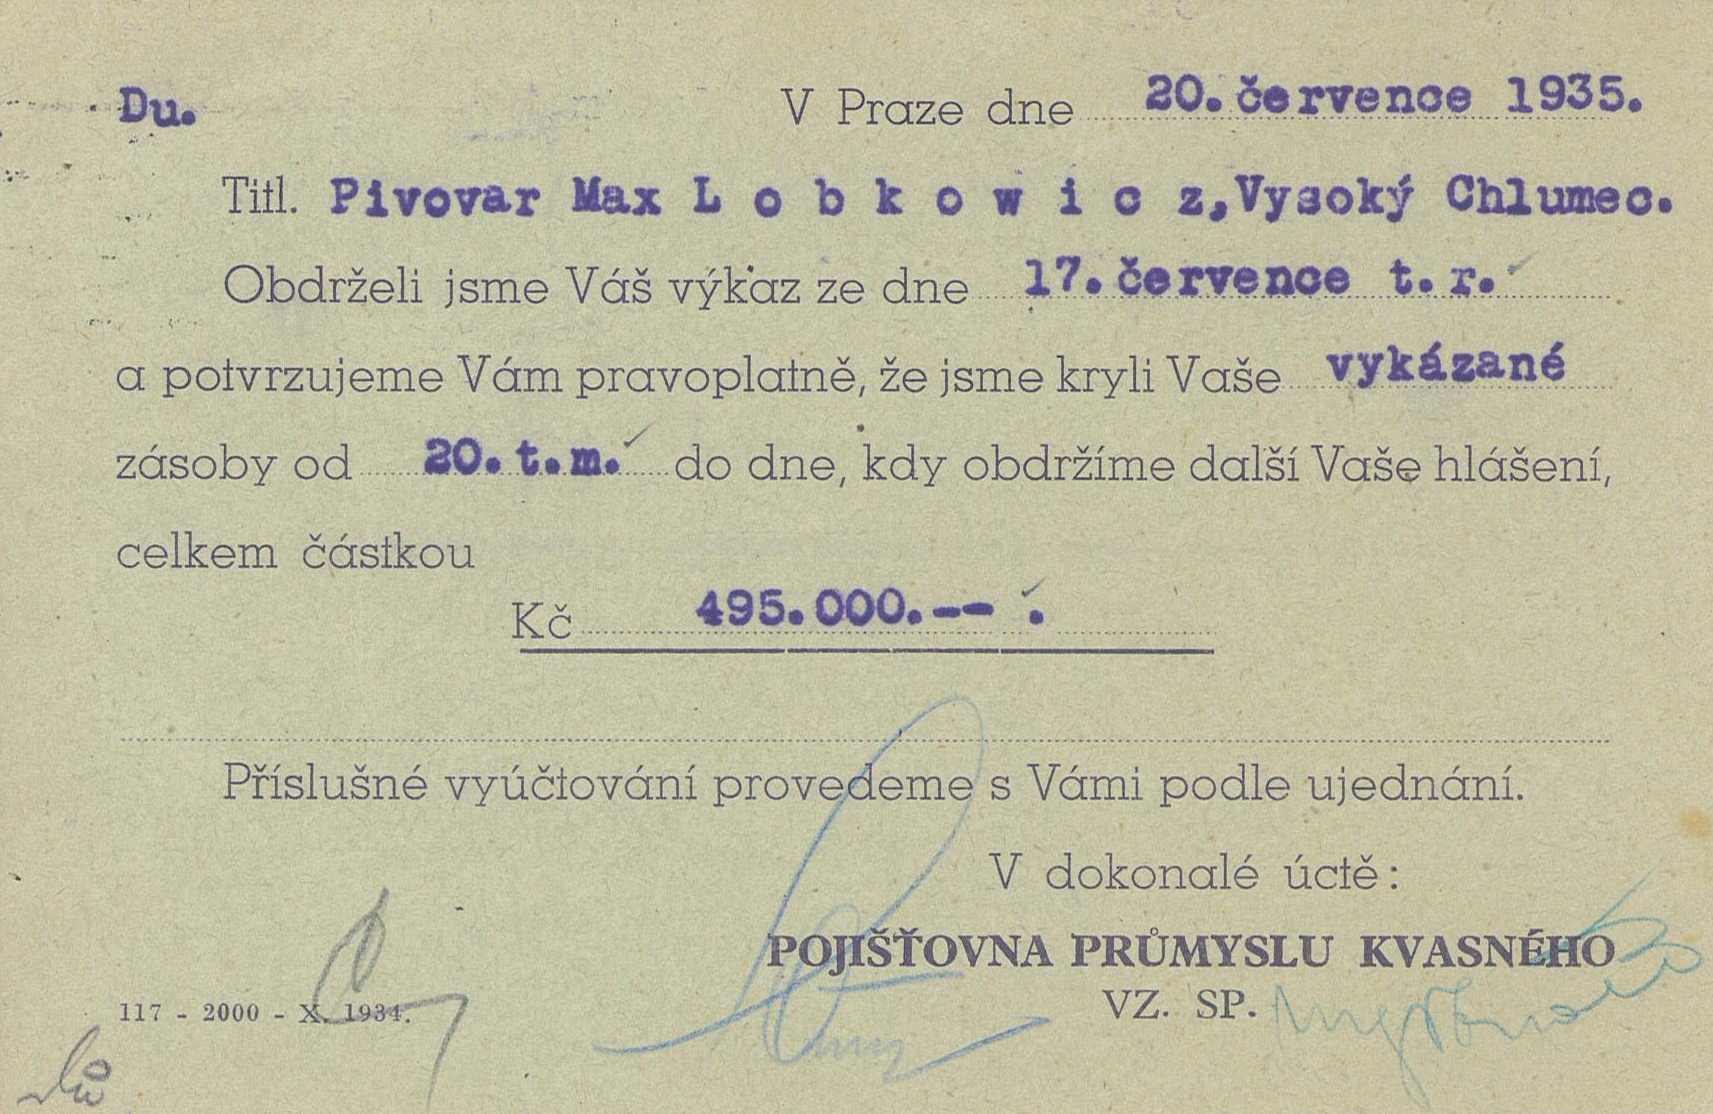 Du. V Praze dne 20. července 1935.
Titl. Pivovar Max L o b k o w i c z, Vysoký Chlumec.
Obdrželi jsme Váš výkaz ze dne 17. července t. r.
a potvrzujeme Vám pravoplatně, že jsme kryli Vaše vykázané
zásoby od 20. t.m. do dne, kdy obdržíme další Vaše hlášení,
celkem částkou
Kč 495.000.-- .
Příslušné vyúčtování provedeme s Vámi podle ujednání.
V dokonalé úctě:
POJIŠŤOVNA PRŮMYSLU KVASNÉHO
VZ. SP.
117 - 2000 - X. 1934.